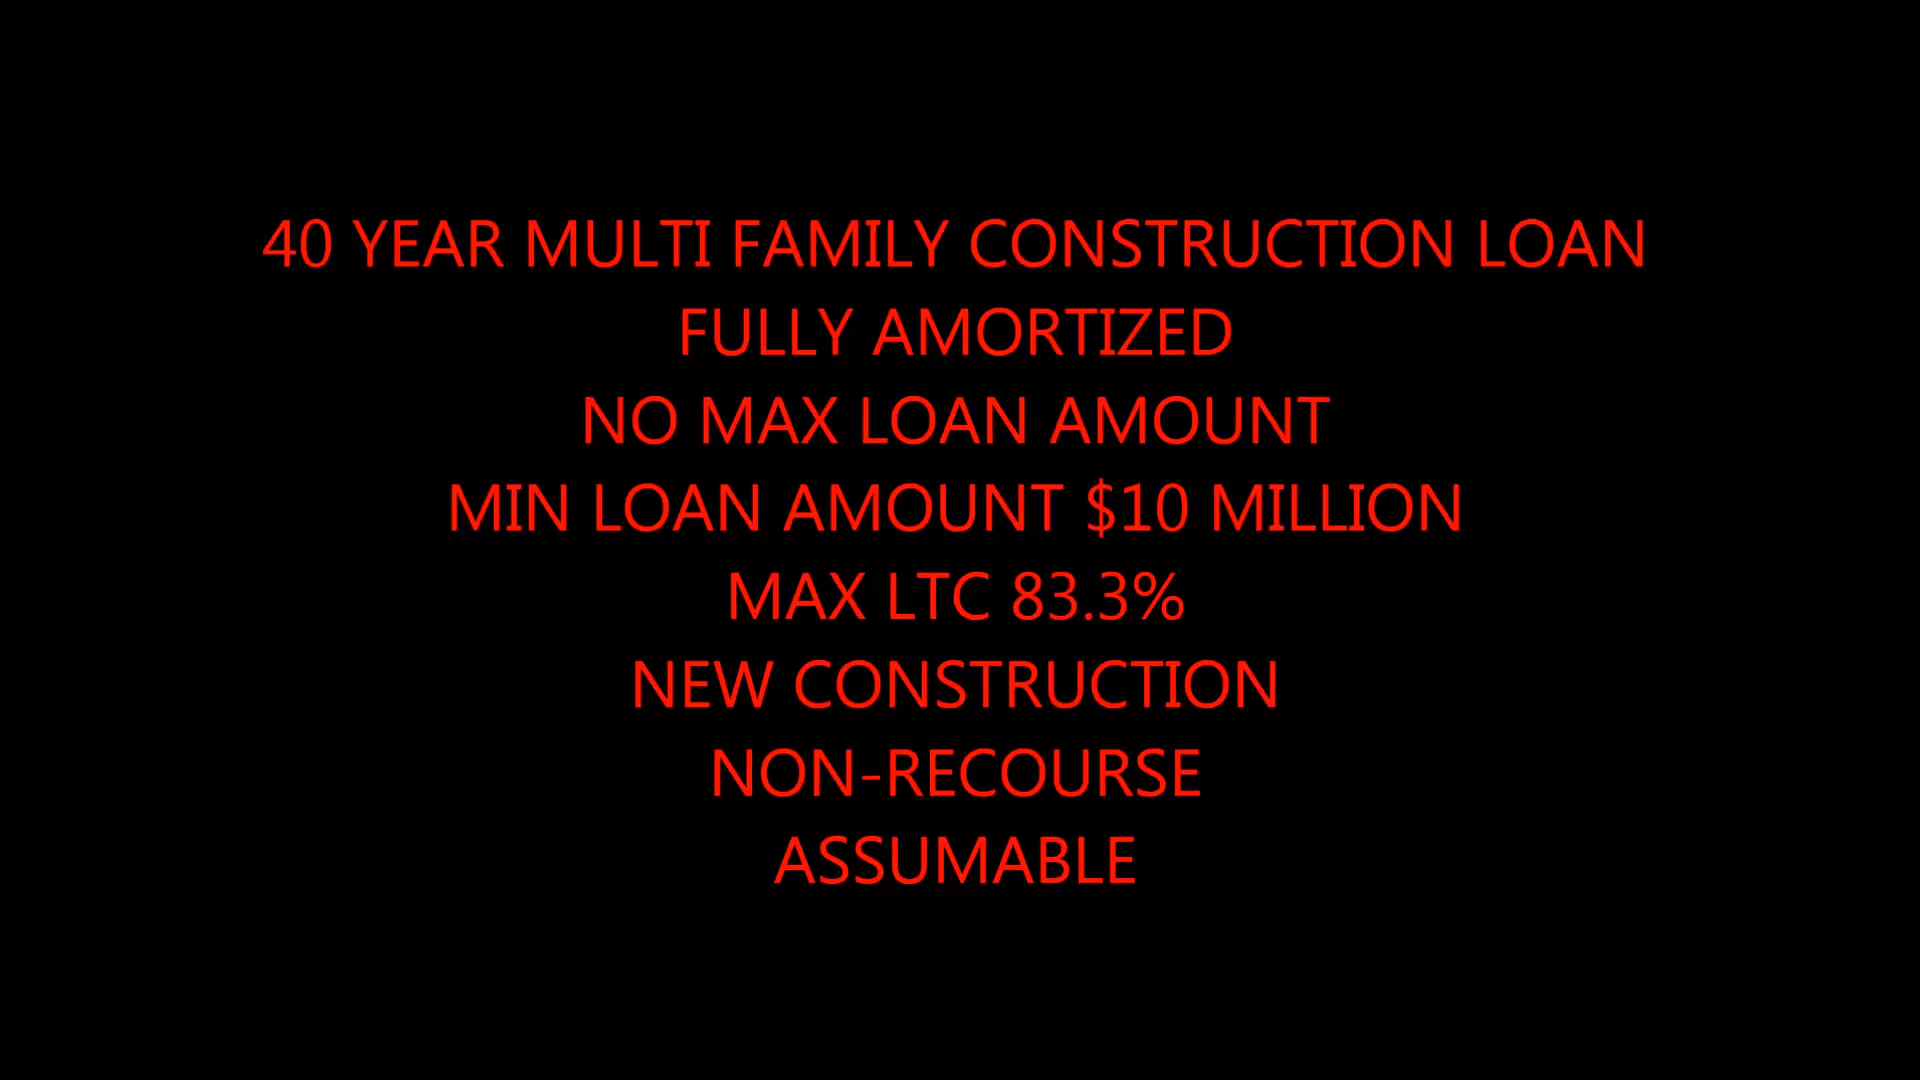 40 YEAR MULTI FAMILY CONSTRUCTION LOAN
FULLY AMORTIZED
NO MAX LOAN AMOUNT
MIN LOAN AMOUNT $10 MILLION
MAX LTC 83.3%
NEW CONSTRUCTION
NON-RECOURSE
ASSUMABLE